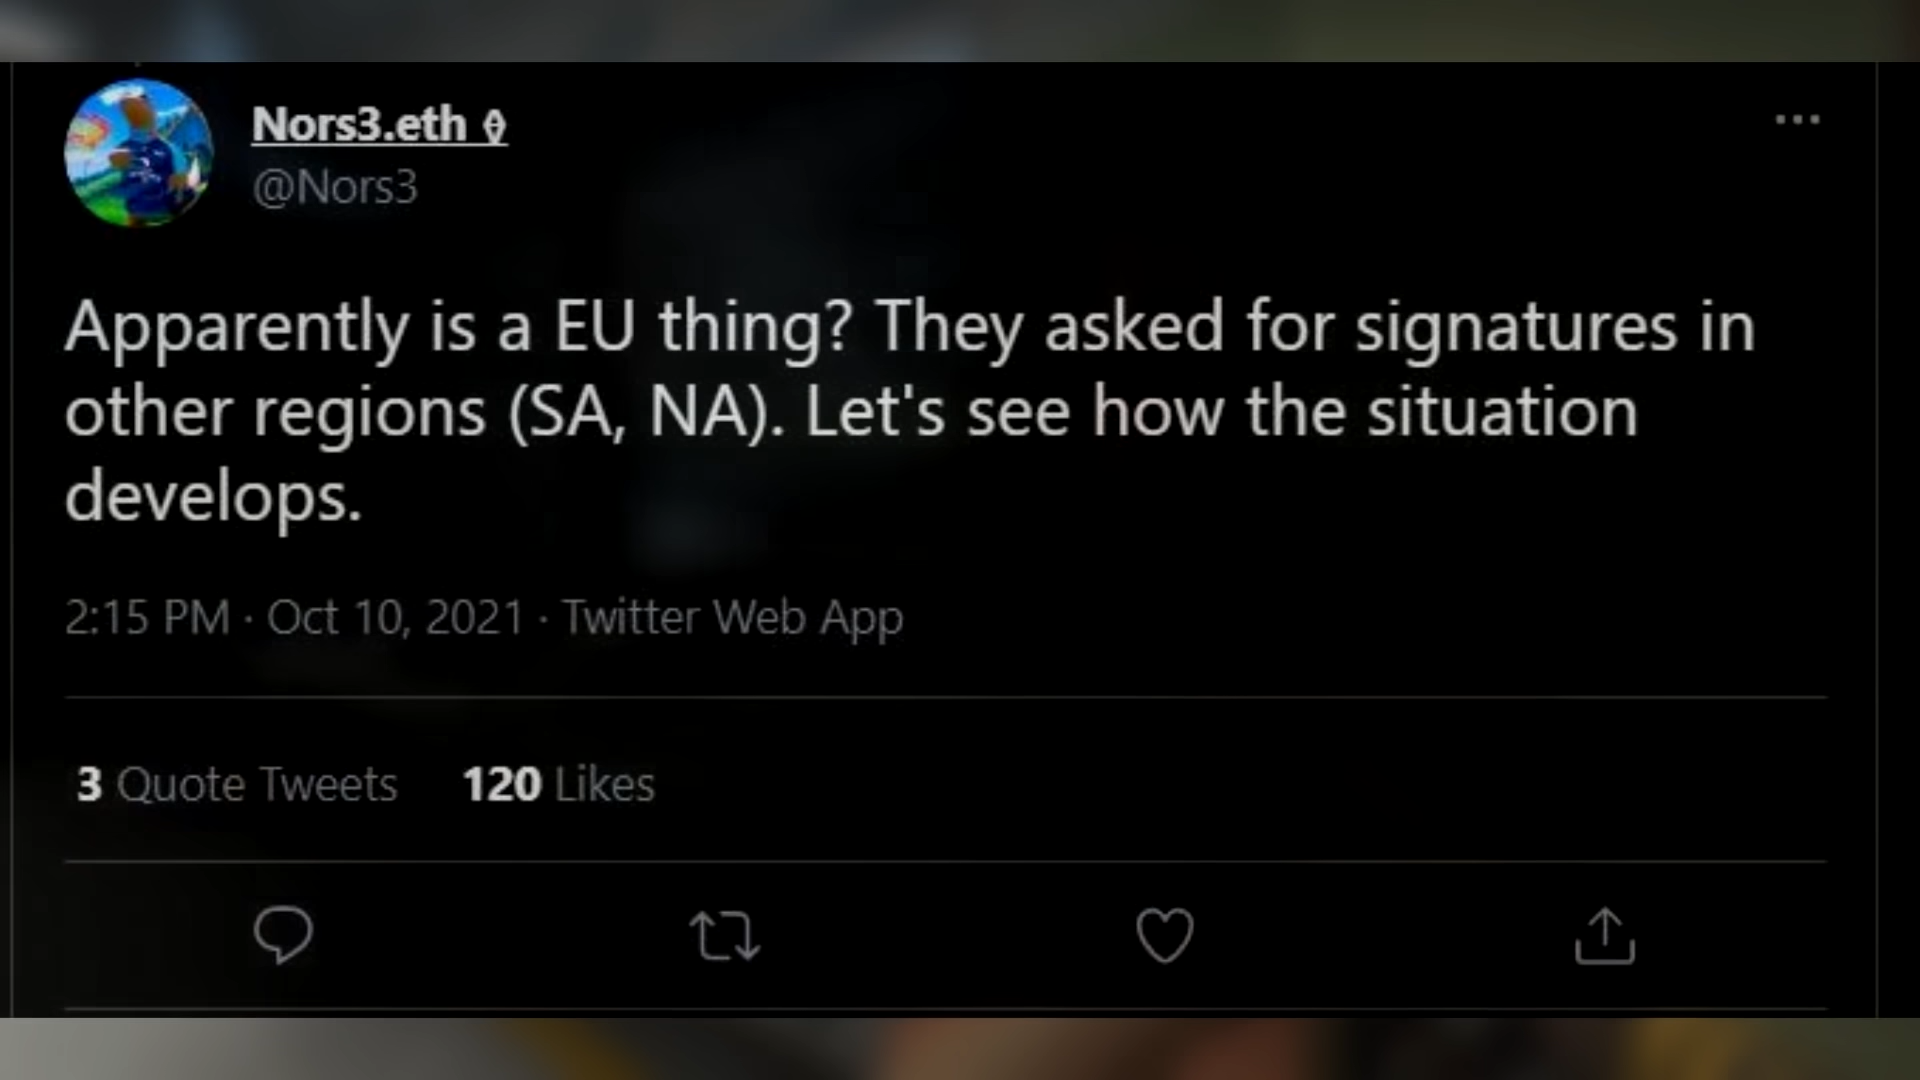 Nors3.eth
@Nors3
Apparently is a EU thing? They asked for signatures in
other regions (SA, NA). Let's see how the situation
develops.
2:15 PM · Oct 10, 2021 · Twitter Web App
3 Quote Tweets 120 Likes